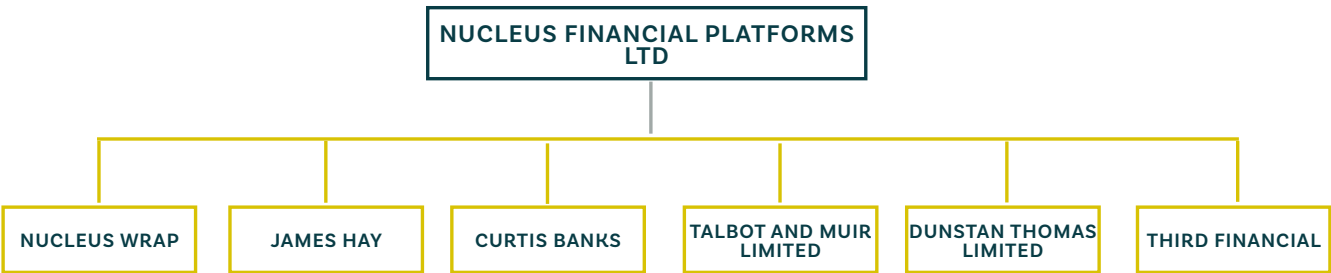 NUCLEUS FINANCIAL PLATFORMS
LTD
NUCLEUS WRAP
JAMES HAY
CURTIS BANKS
TALBOT AND MUIR
LIMITED
DUNSTAN THOMAS
LIMITED
THIRD FINANCIAL